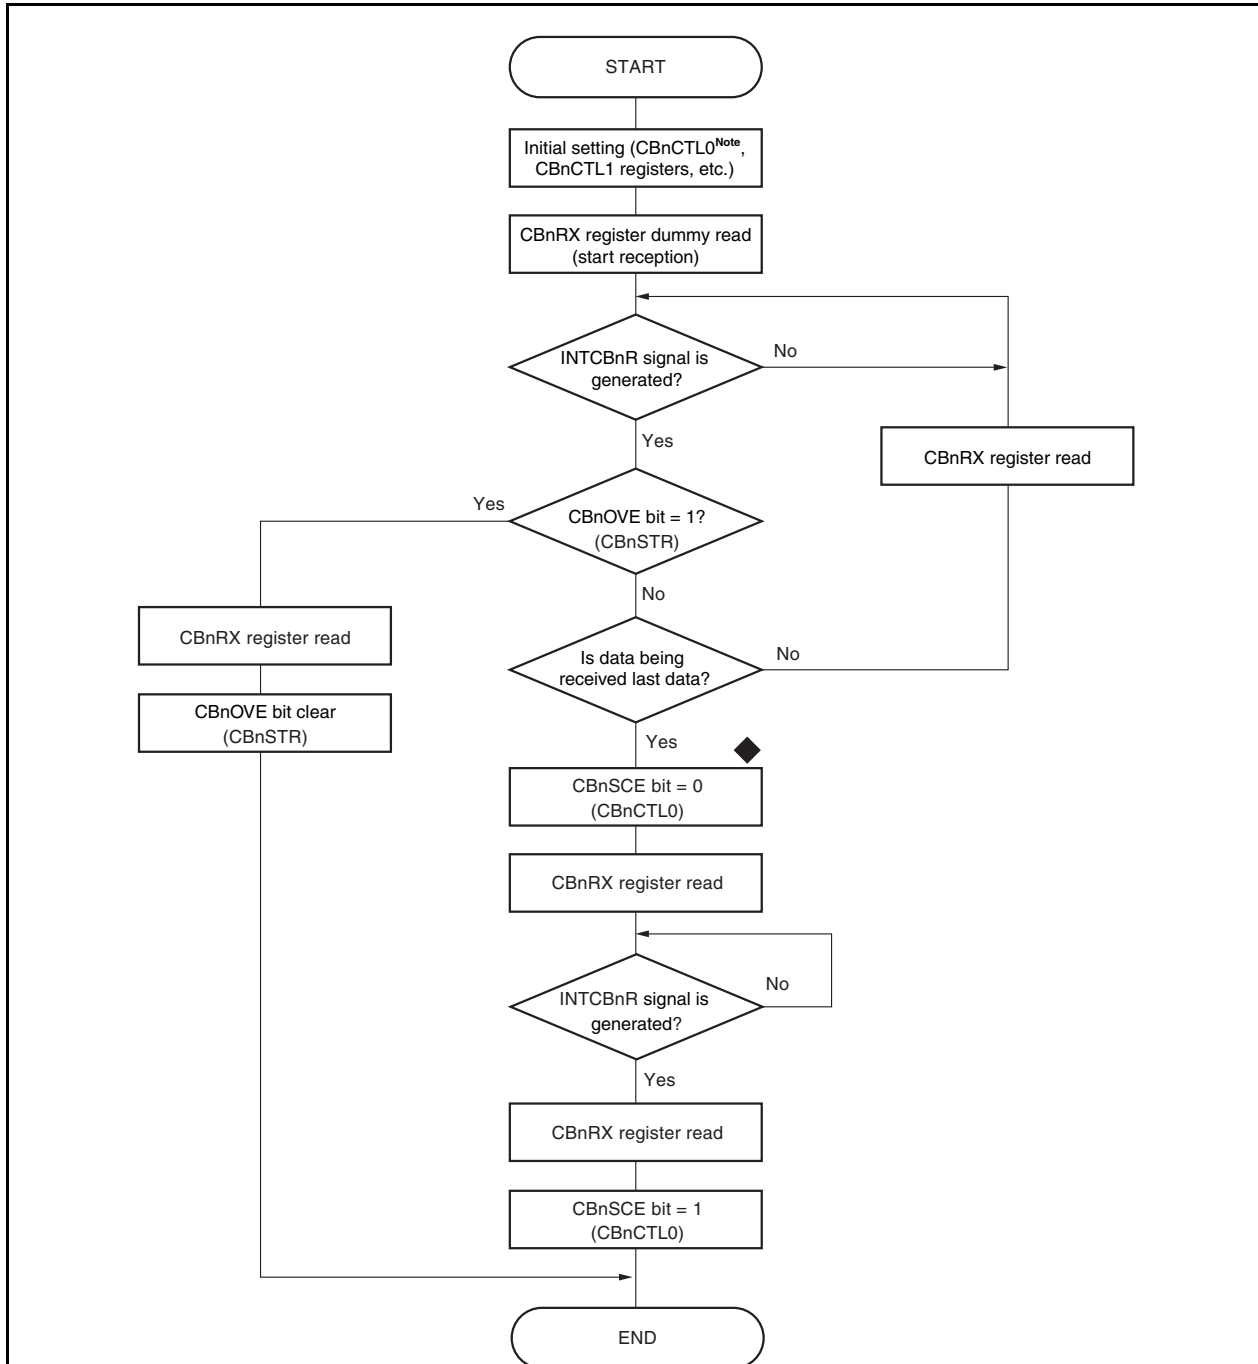 START
Initial setting (CBnCTL0Note,
CBnCTL1 registers, etc.)
CBnRX register dummy read
(start reception)
INTCBnR signal is
generated?
No
Yes
CBnRX register read
Yes
CBnOVE bit = 1?
(CBnSTR)
No
CBnRX register read
Is data being
received last data?
No
CBnOVE bit clear
(CBnSTR)
Yes
CBnSCE bit = 0
(CBnCTL0)
CBnRX register read
INTCBnR signal is
generated?
No
Yes
CBnRX register read
CBnSCE bit = 1
(CBnCTL0)
END